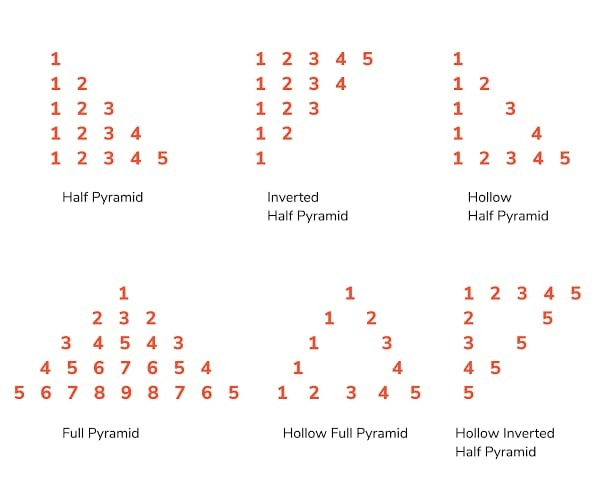 1
1 2
1 2 3
1 2 3 4
1 2 3 4 5
Half Pyramid
1 2 3 4 5
1 2 3 4
1 2 3
1 2
1
Inverted
Half Pyramid
1
1 2
1 3
1 4
1 2 3 4 5
Hollow
Half Pyramid
1
2 3 2
3 4 5 4 3
4 5 6 7 6 5 4
5 6 7 8 9 8 7 6 5
Full Pyramid
1
1 2
1 3
1 4
1 2 3 4 5
Hollow Full Pyramid
1 2 3 4 5
2 5
3 5
4 5
5
Hollow Inverted
Half Pyramid